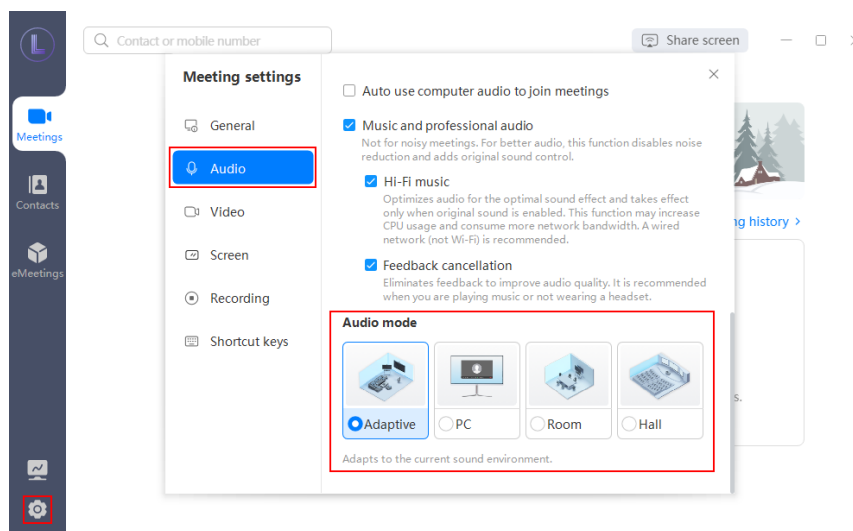 L
Contact or mobile number
Share screen
Meetings
Contacts
eMeetings
Meeting settings
General
Audio
Video
Screen
Recording
Shortcut keys
Auto use computer audio to join meetings
Music and professional audio
Not for noisy meetings. For better audio, this function disables noise
reduction and adds original sound control.
Hi-Fi music
Optimizes audio for the optimal sound effect and takes effect
only when original sound is enabled. This function may increase
CPU usage and consume more network bandwidth. A wired
network (not Wi-Fi) is recommended.
Feedback cancellation
Eliminates feedback to improve audio quality. It is recommended
when you are playing music or not wearing a headset.
Audio mode
Adaptive
PC
Room
Hall
Adapts to the current sound environment.
ng history >
s.